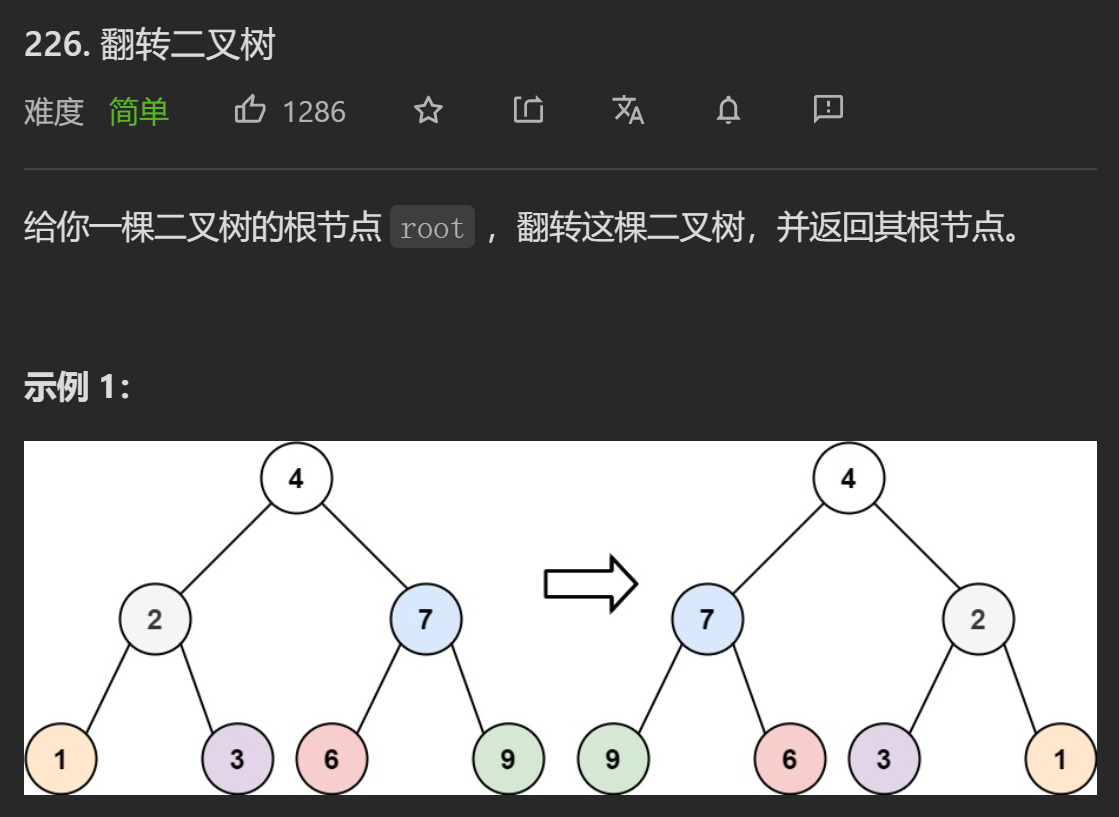 226. 翻转二叉树
难度 简单 1286
给你一棵二叉树的根节点 root ，翻转这棵二叉树，并返回其根节点。
示例 1：
4 4
2 7 7 2
1 3 6 9 9 6 3 1